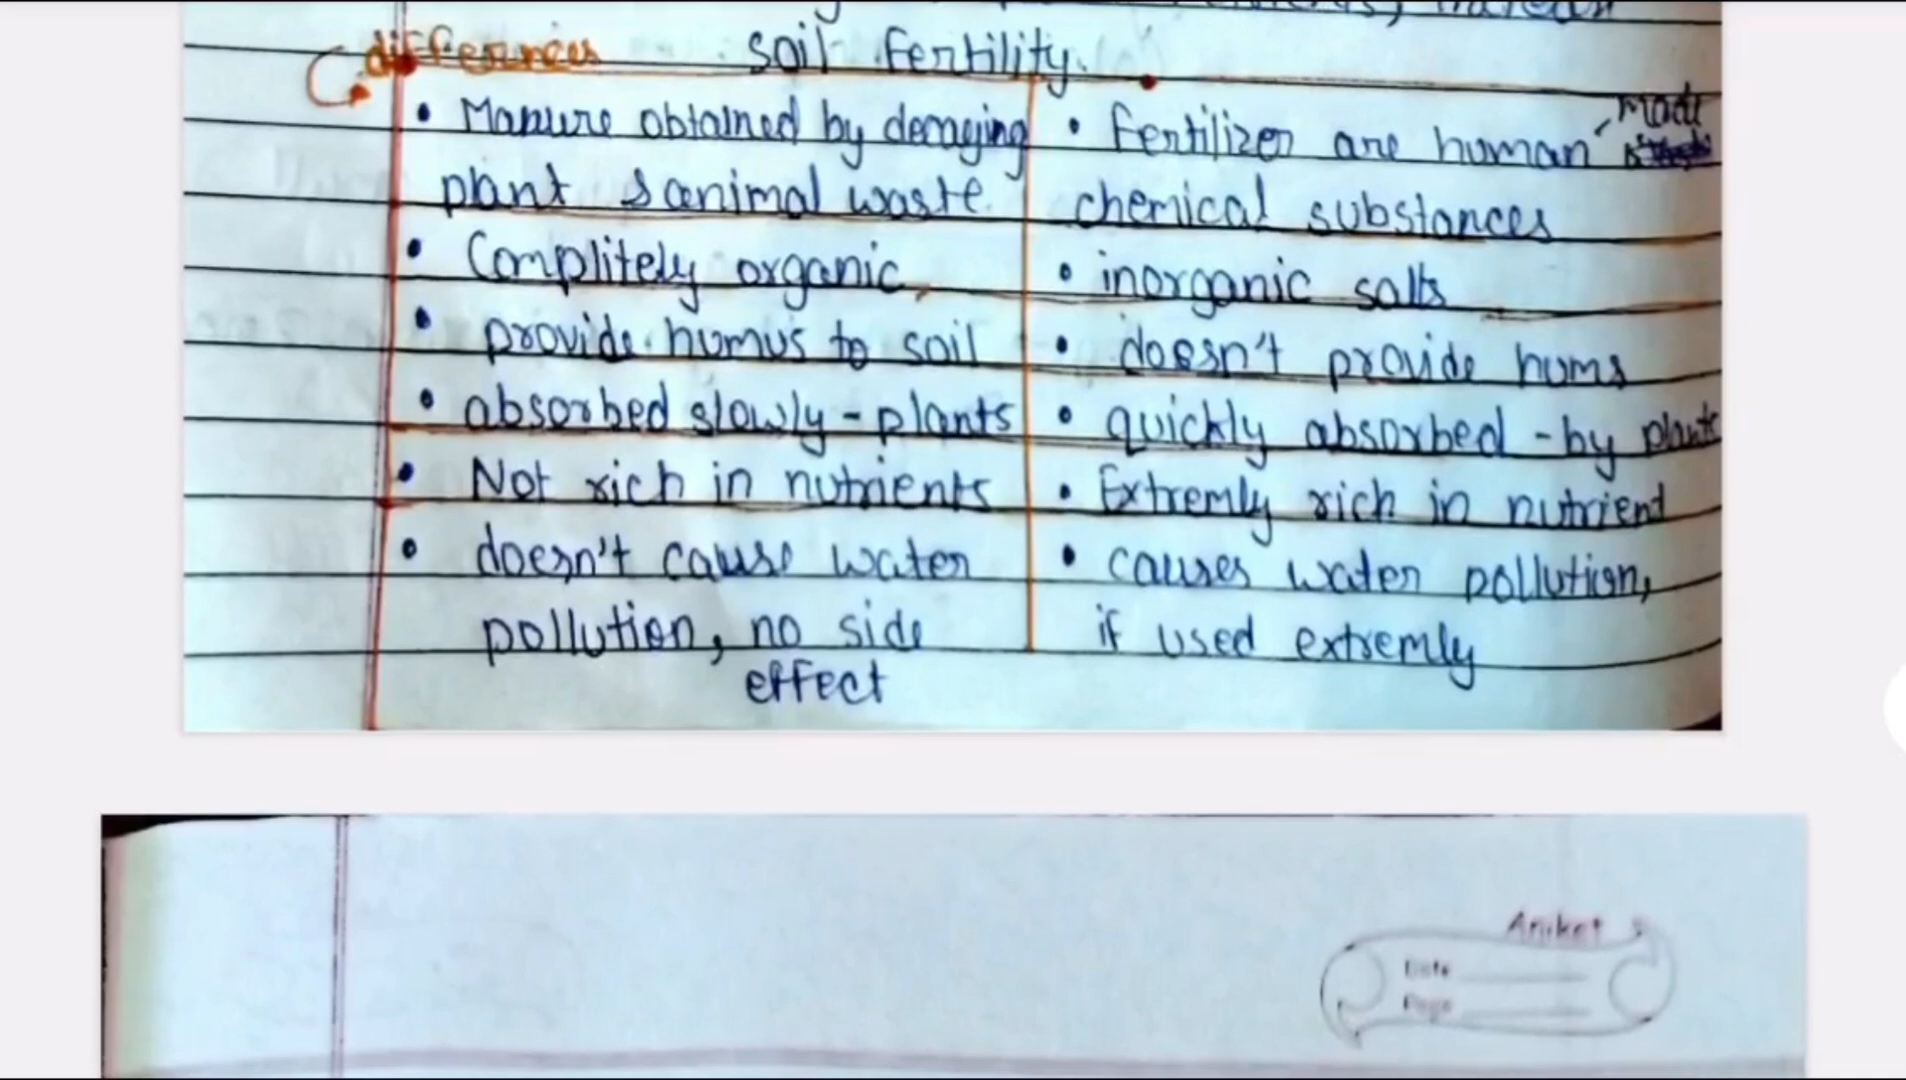 differences soil fertility.
• Manure obtained by decaying
plant & animal waste.
• Complitely organic,
• provide humus to soil
• absorbed slowly - plants
• Not rich in nutrients
• doesn't cause water
pollution, no side
effect
• Fertilizer are human made
chemical substances
• inorganic salts
• doesn't provide hums
• quickly absorbed - by plants
• Extremly rich in nutrient
• causes water pollution,
if used extremly
Aniket
Date
Page